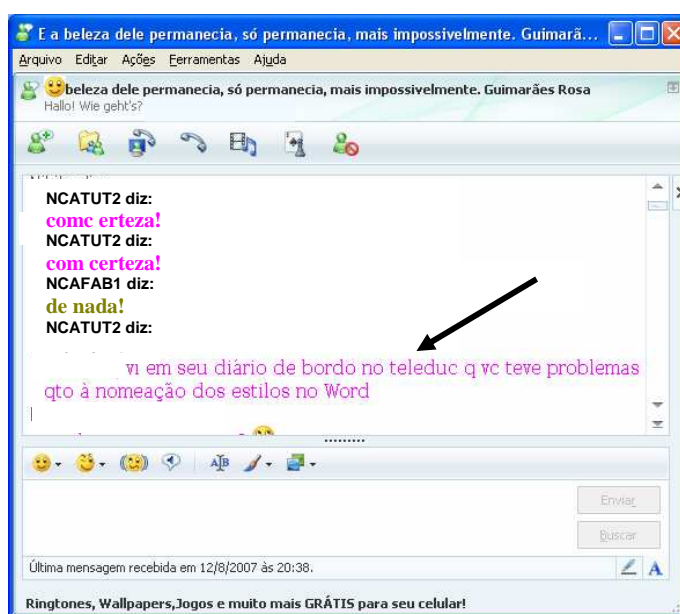 E a beleza dele permanecia, só permanecia, mais impossivelmente. Guimarã...
Arquivo Editar Ações Ferramentas Ajuda
beleza dele permanecia, só permanecia, mais impossivelmente. Guimarães Rosa
Hallo! Wie geht's?
NCATUT2 diz:
comc erteza!
NCATUT2 diz:
com certeza!
NCAFAB1 diz:
de nada!
NCATUT2 diz:
vi em seu diário de bordo no teleduc q vc teve problemas
qto à nomeação dos estilos no Word
Enviar
Buscar
Última mensagem recebida em 12/8/2007 às 20:38.
A
Ringtones, Wallpapers,Jogos e muito mais GRÁTIS para seu celular!